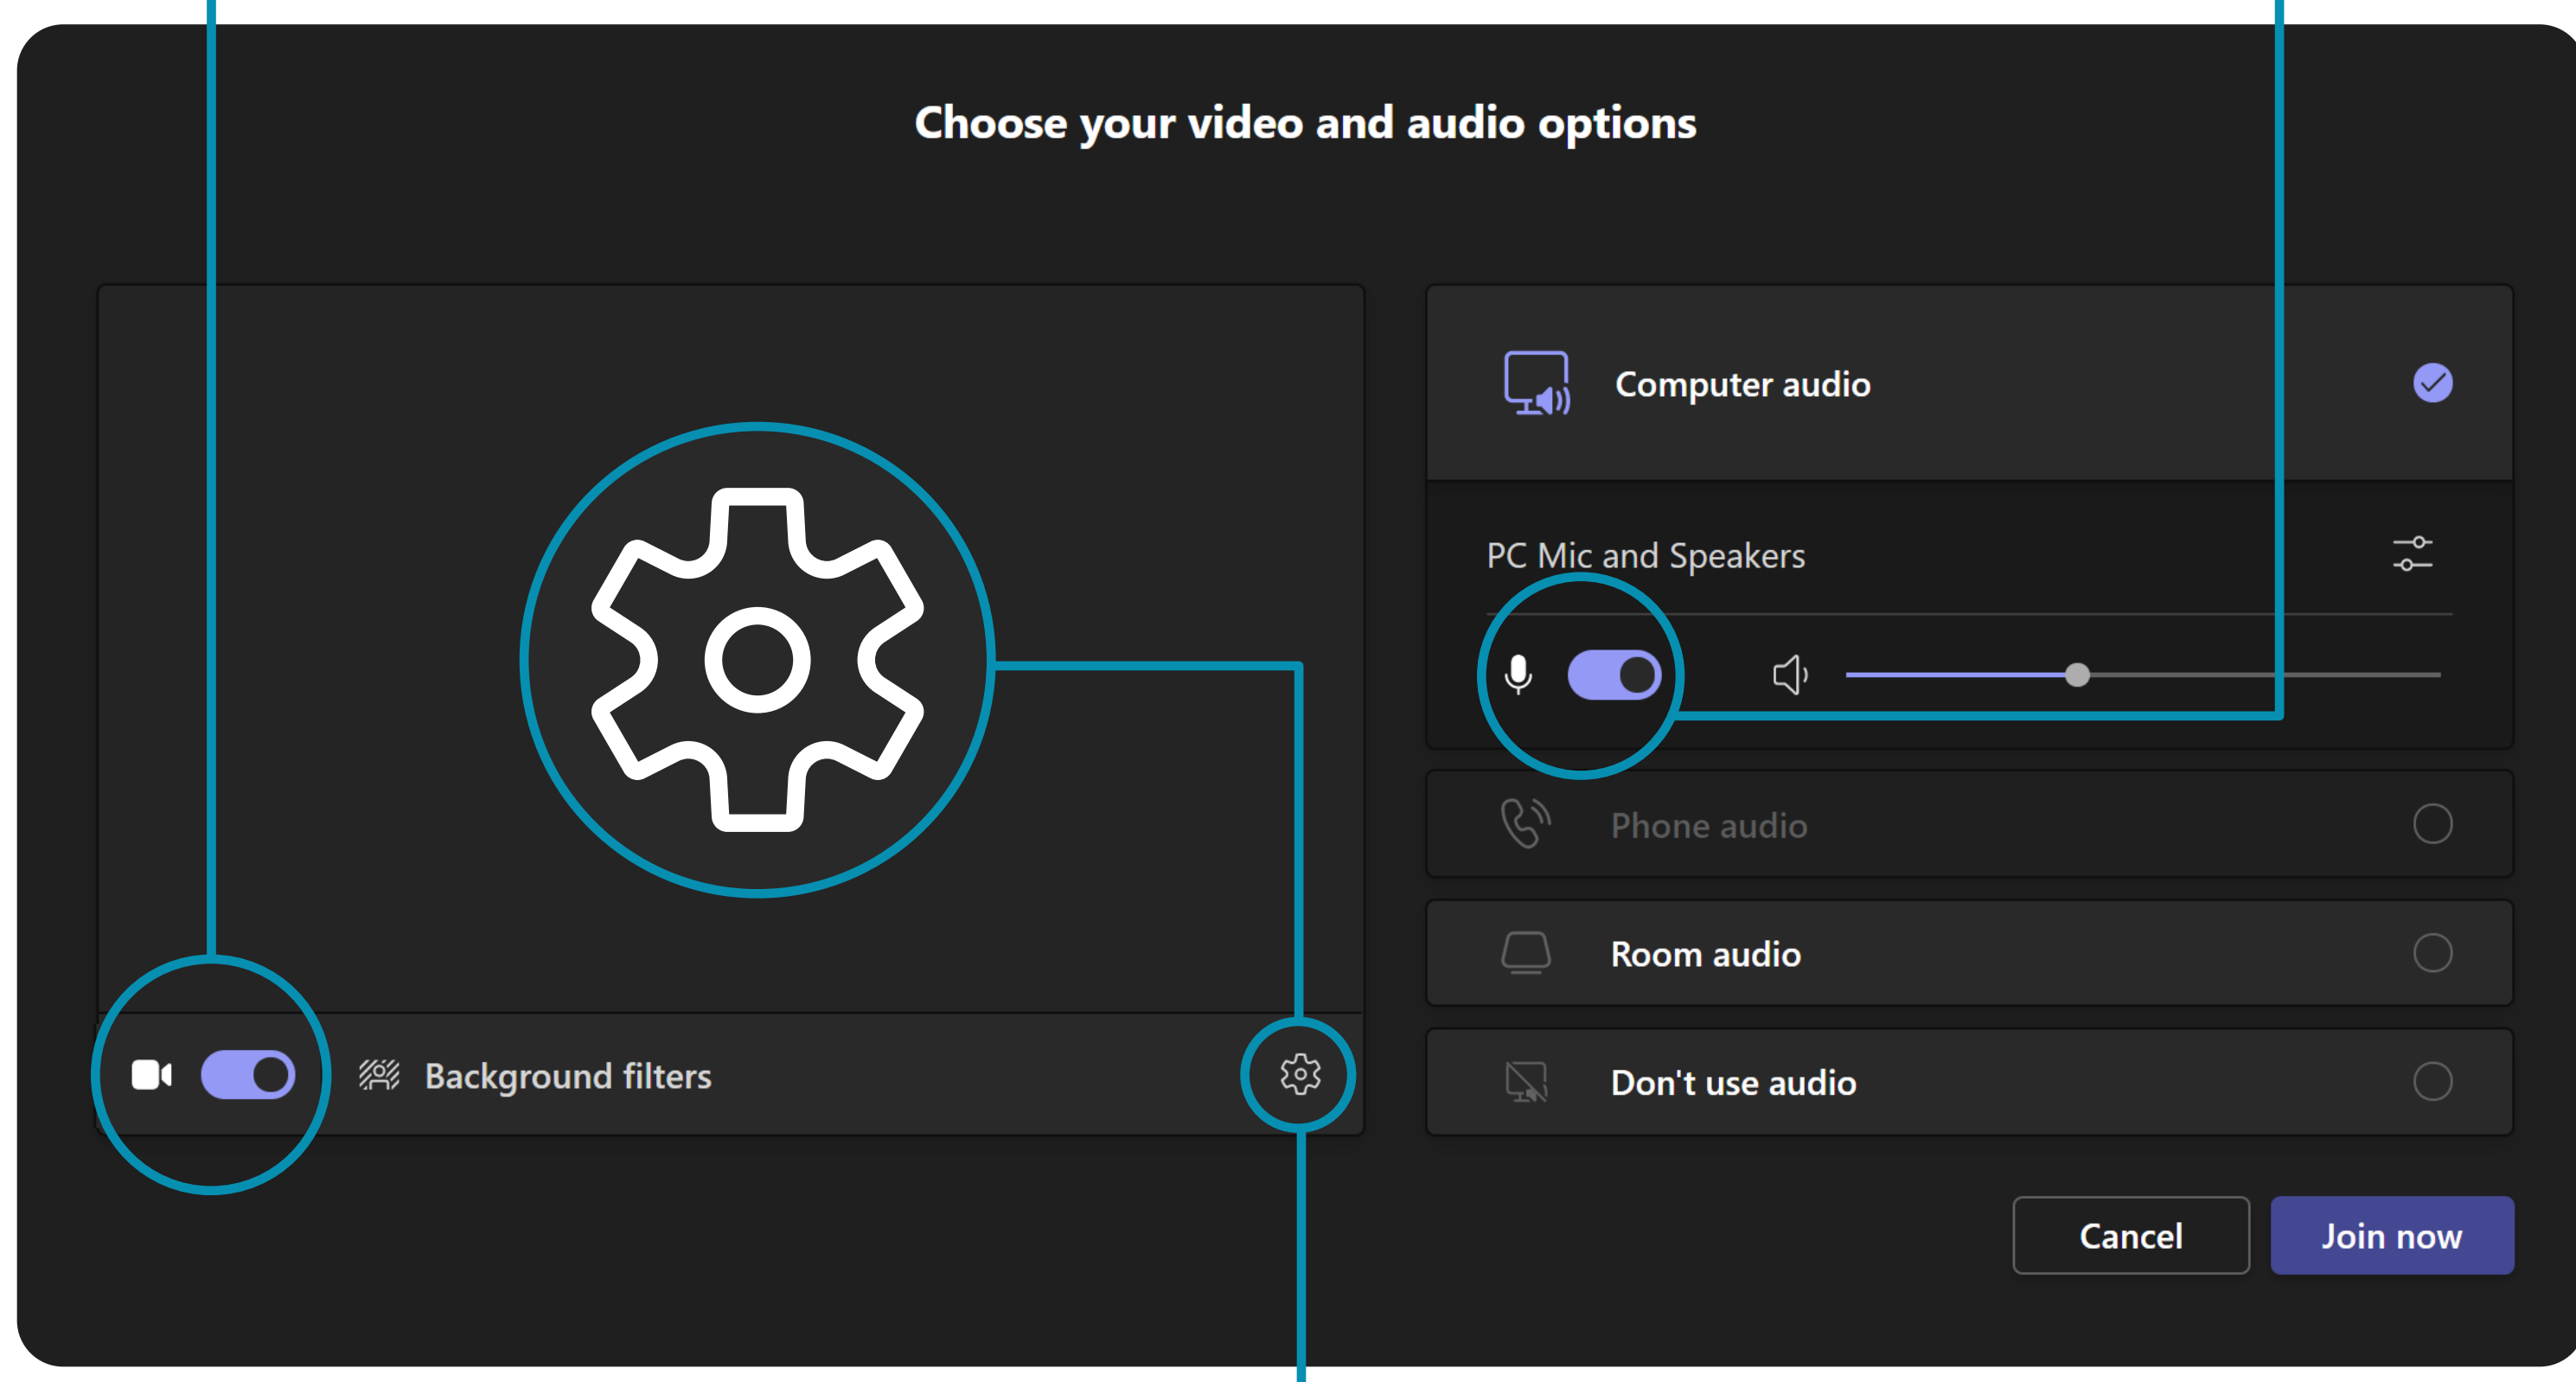 Choose your video and audio options
Computer audio
PC Mic and Speakers
Phone audio
Room audio
Background filters
Don't use audio
Cancel
Join now